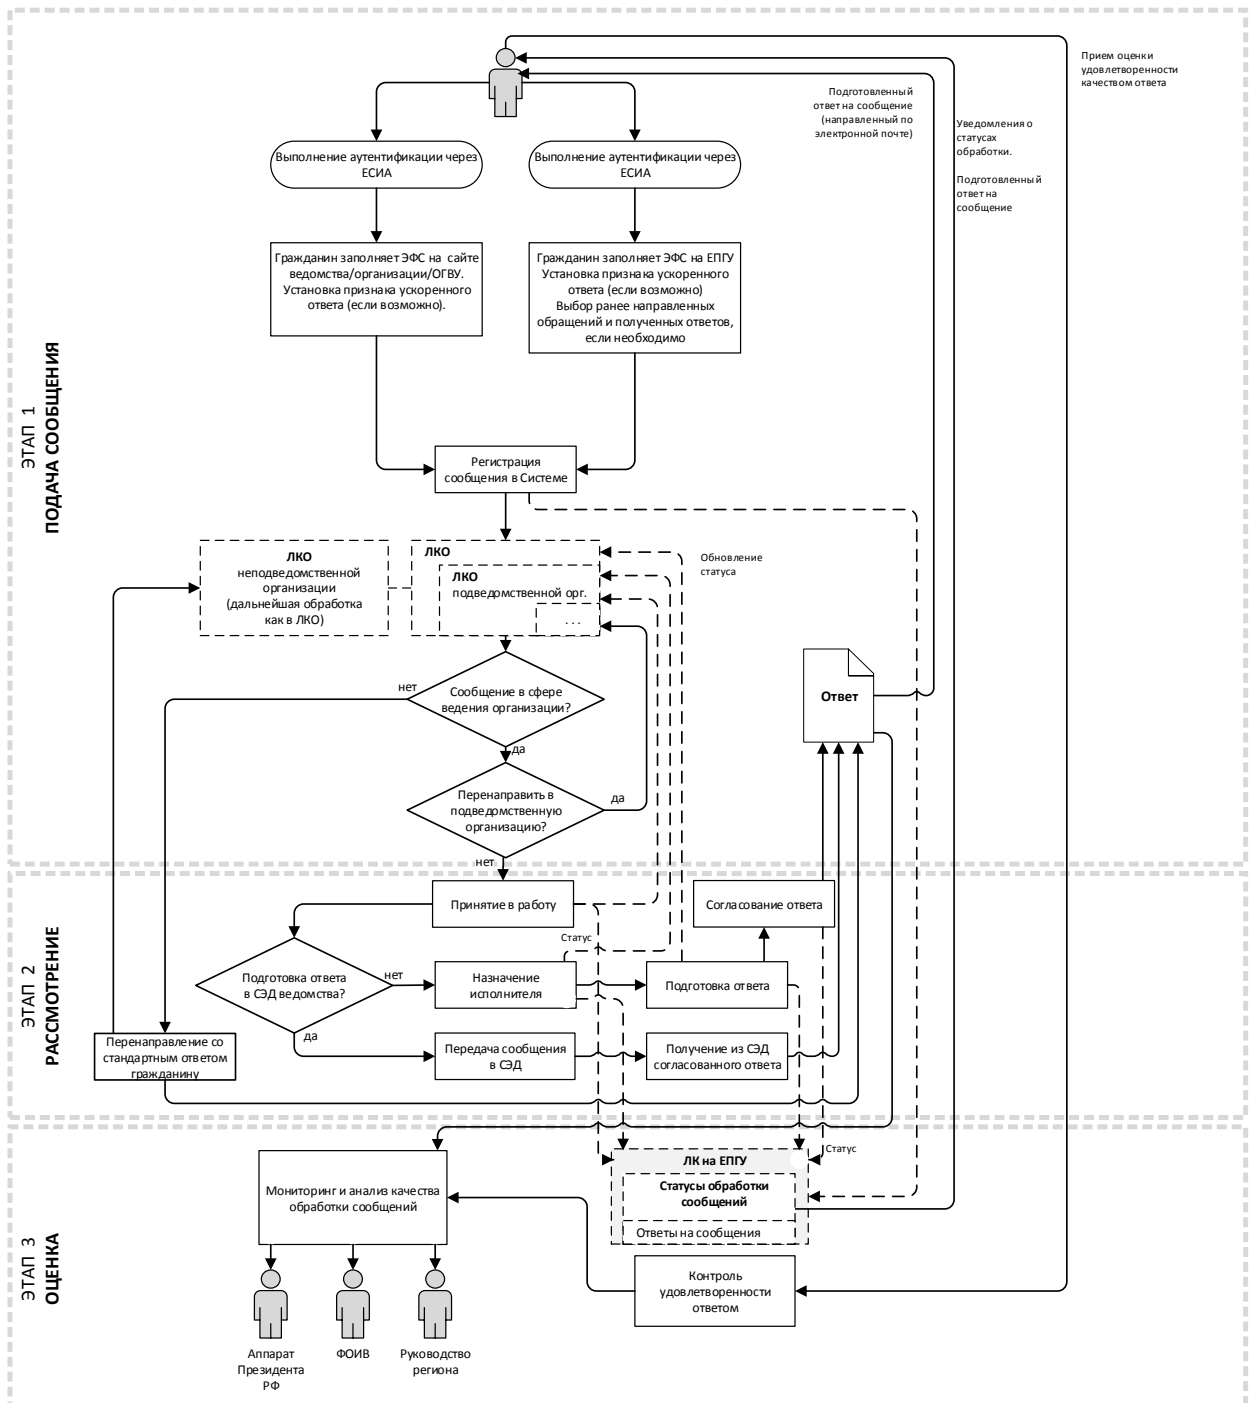 Прием оценки
удовлетворенности
качеством ответа
Подготовленный
ответ на сообщение
(направленный по
электронной почте)
Уведомления о
статусах
обработки.
Подготовленный
ответ на
сообщение
Выполнение аутентификации через
ЕСИА
Выполнение аутентификации через
ЕСИА
Гражданин заполняет ЭФС на сайте
ведомства/организации/ОГВУ.
Установка признака ускоренного
ответа (если возможно).
Гражданин заполняет ЭФС на ЕПГУ
Установка признака ускоренного
ответа (если возможно)
Выбор ранее направленных
обращений и полученных ответов,
если необходимо
ЭТАП 1
ПОДАЧА СООБЩЕНИЯ
Регистрация
сообщения в Системе
ЛКО
неподведомственной
организации
(дальнейшая обработка
как в ЛКО)
ЛКО
ЛКО
подведомственной орг.
...
Обновление
статуса
нет
Сообщение в сфере
ведения организации?
да
Ответ
Перенаправить в
подведомственную
организацию?
да
нет
ЭТАП 2
РАССМОТРЕНИЕ
Принятие в работу
Согласование ответа
Статус
Подготовка ответа
в СЭД ведомства?
нет
Назначение
исполнителя
Подготовка ответа
да
Перенаправление со
стандартным ответом
гражданину
Передача сообщения
в СЭД
Получение из СЭД
согласованного ответа
ЭТАП 3
ОЦЕНКА
Мониторинг и анализ качества
обработки сообщений
ЛК на ЕПГУ
Статус
Статусы обработки
сообщений
Ответы на сообщения
Контроль
удовлетворенности
ответом
Аппарат
Президента
РФ
ФОИВ
Руководство
региона